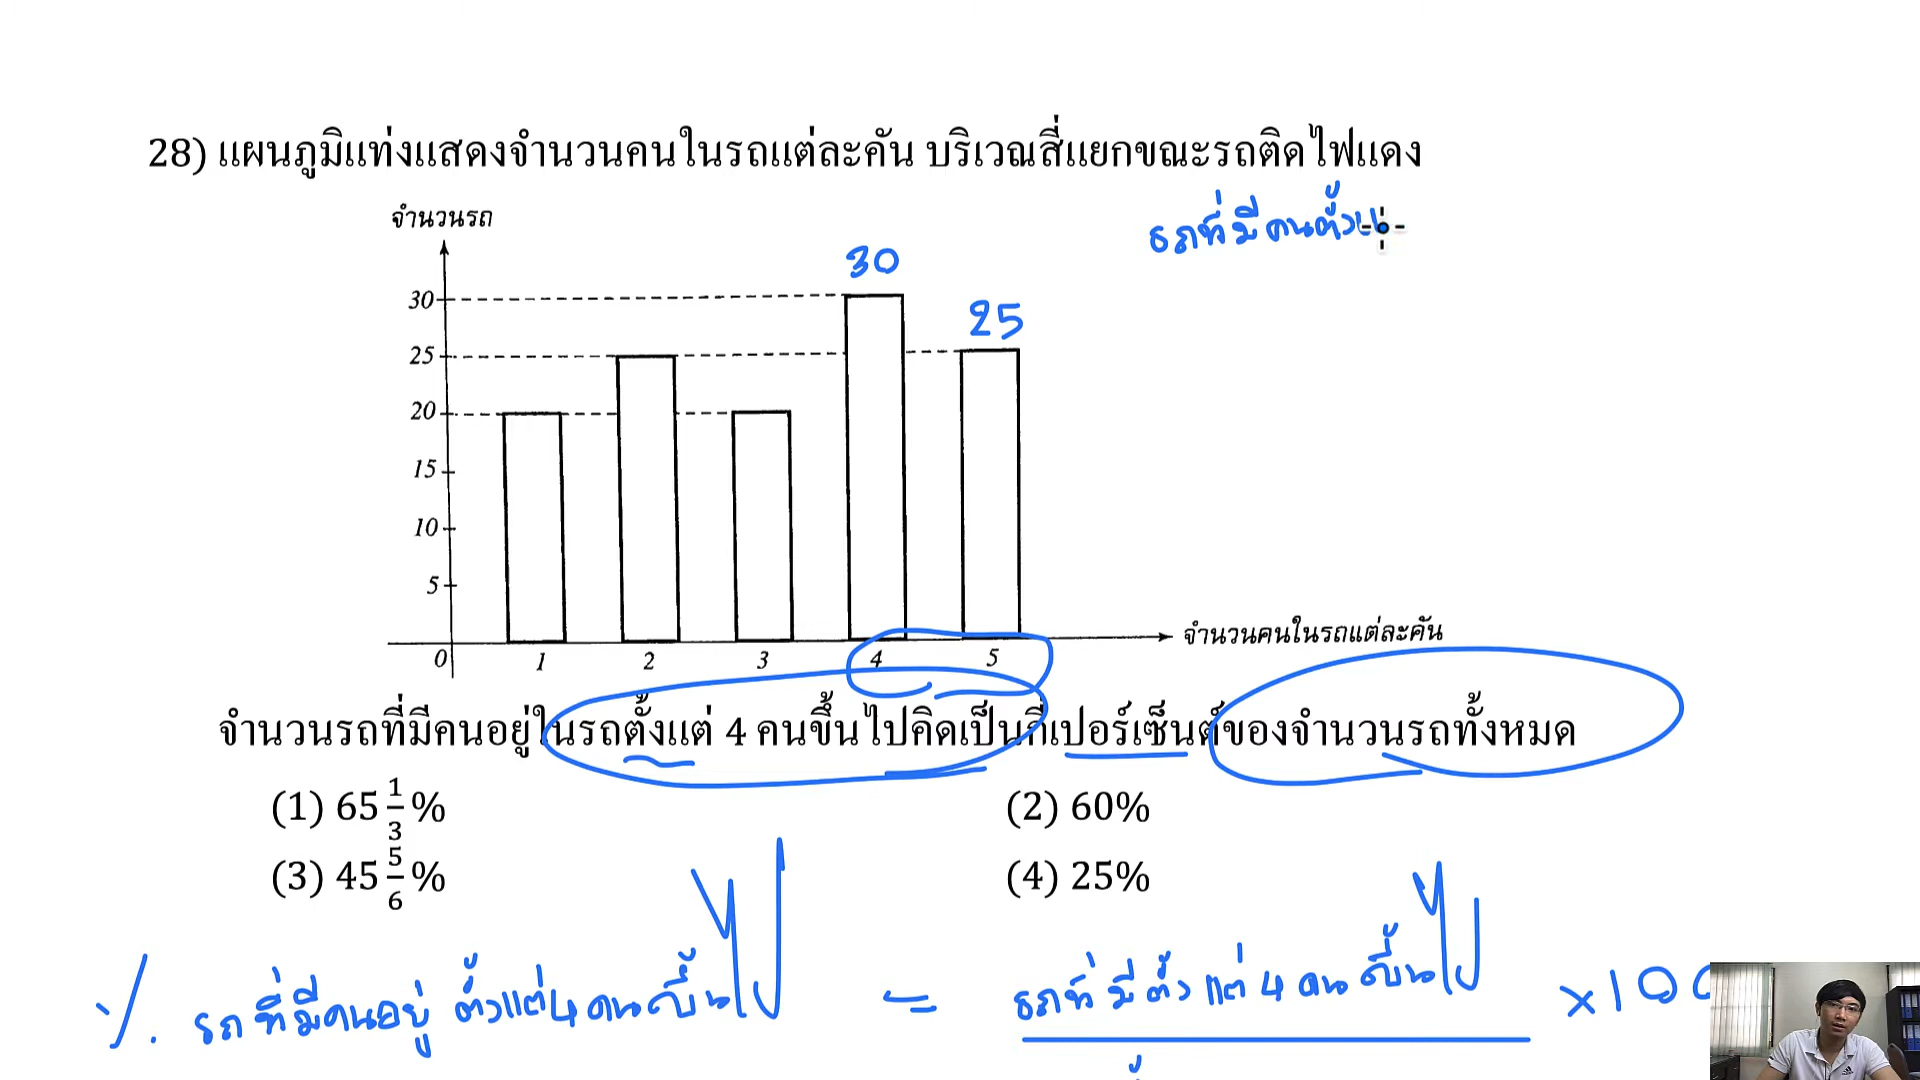 28) แผนภูมิแท่งแสดงจำนวนคนในรถแต่ละคัน บริเวณสี่แยกขณะรถติดไฟแดง
จำนวนรถ
รถที่มีคนตั้งแ
30
25
30
25
20
15
10
5
0 1 2 3 4 5
จำนวนคนในรถแต่ละคัน
จำนวนรถที่มีคนอยู่ในรถตั้งแต่ 4 คนขึ้นไปคิดเป็นกี่เปอร์เซ็นต์ของจำนวนรถทั้งหมด
(1) 65 1/3 % (2) 60%
(3) 45 5/6 % (4) 25%
% รถที่มีคนอยู่ ตั้งแต่ 4 คนขึ้นไป = รถที่มีตั้งแต่ 4 คนขึ้นไป × 100